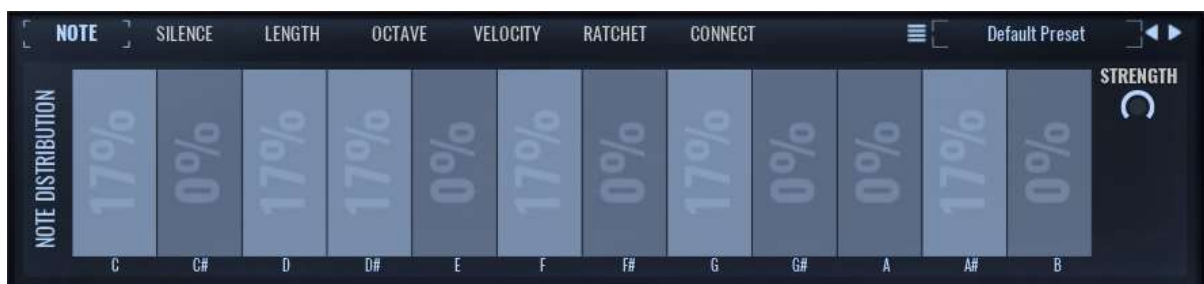 NOTE SILENCE LENGTH OCTAVE VELOCITY RATCHET CONNECT Default Preset
STRENGTH
NOTE DISTRIBUTION
17% 0% 17% 17% 0% 17% 0% 17% 0% 0% 17% 0%
C C# D D# E F F# G G# A A# B